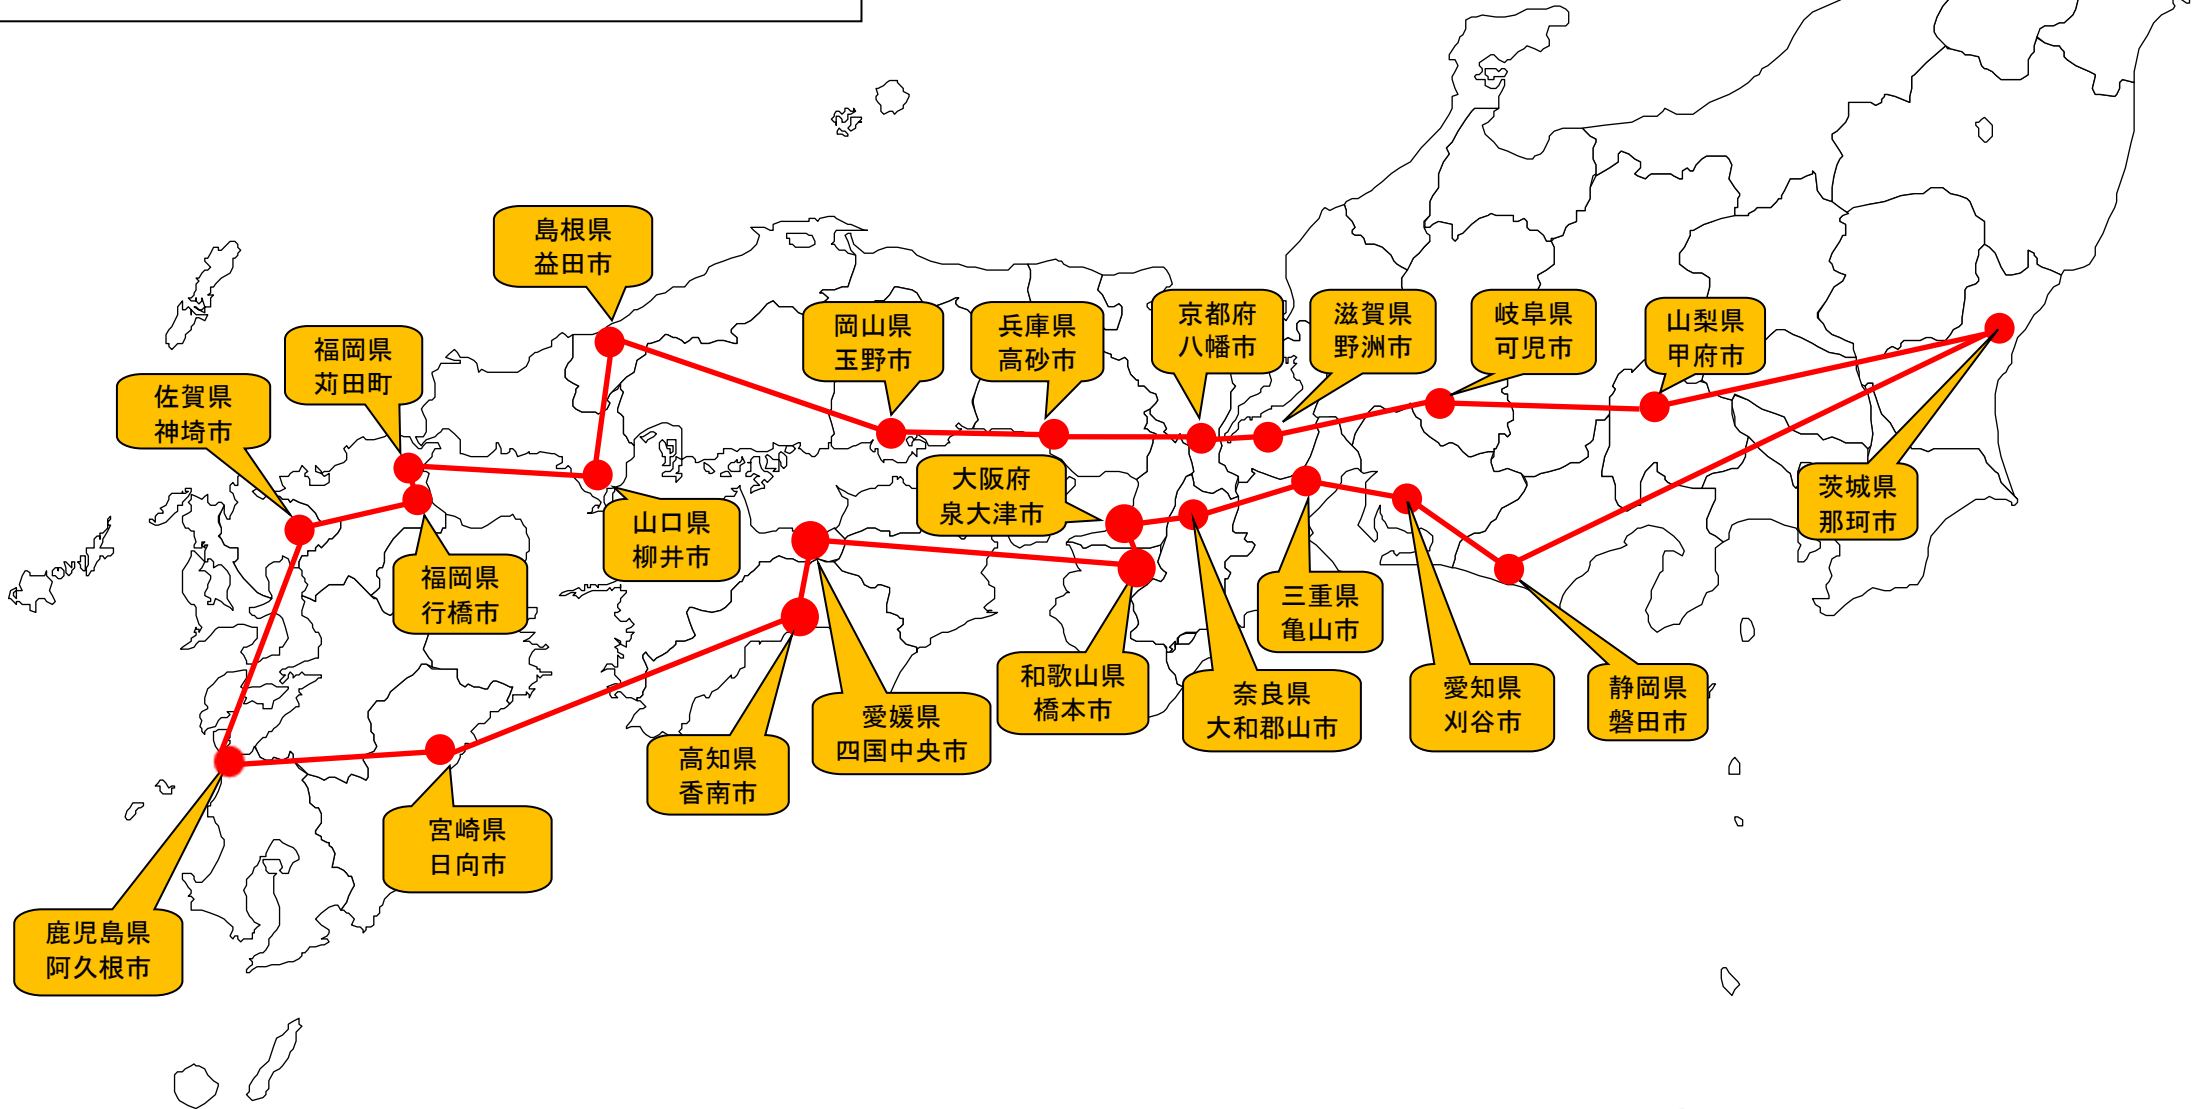 島根県
益田市
岡山県
玉野市
兵庫県
高砂市
京都府
八幡市
滋賀県
野洲市
岐阜県
可児市
山梨県
甲府市
福岡県
苅田町
佐賀県
神埼市
大阪府
泉大津市
茨城県
那珂市
山口県
柳井市
福岡県
行橋市
三重県
亀山市
和歌山県
橋本市
奈良県
大和郡山市
愛知県
刈谷市
静岡県
磐田市
愛媛県
四国中央市
高知県
香南市
宮崎県
日向市
鹿児島県
阿久根市